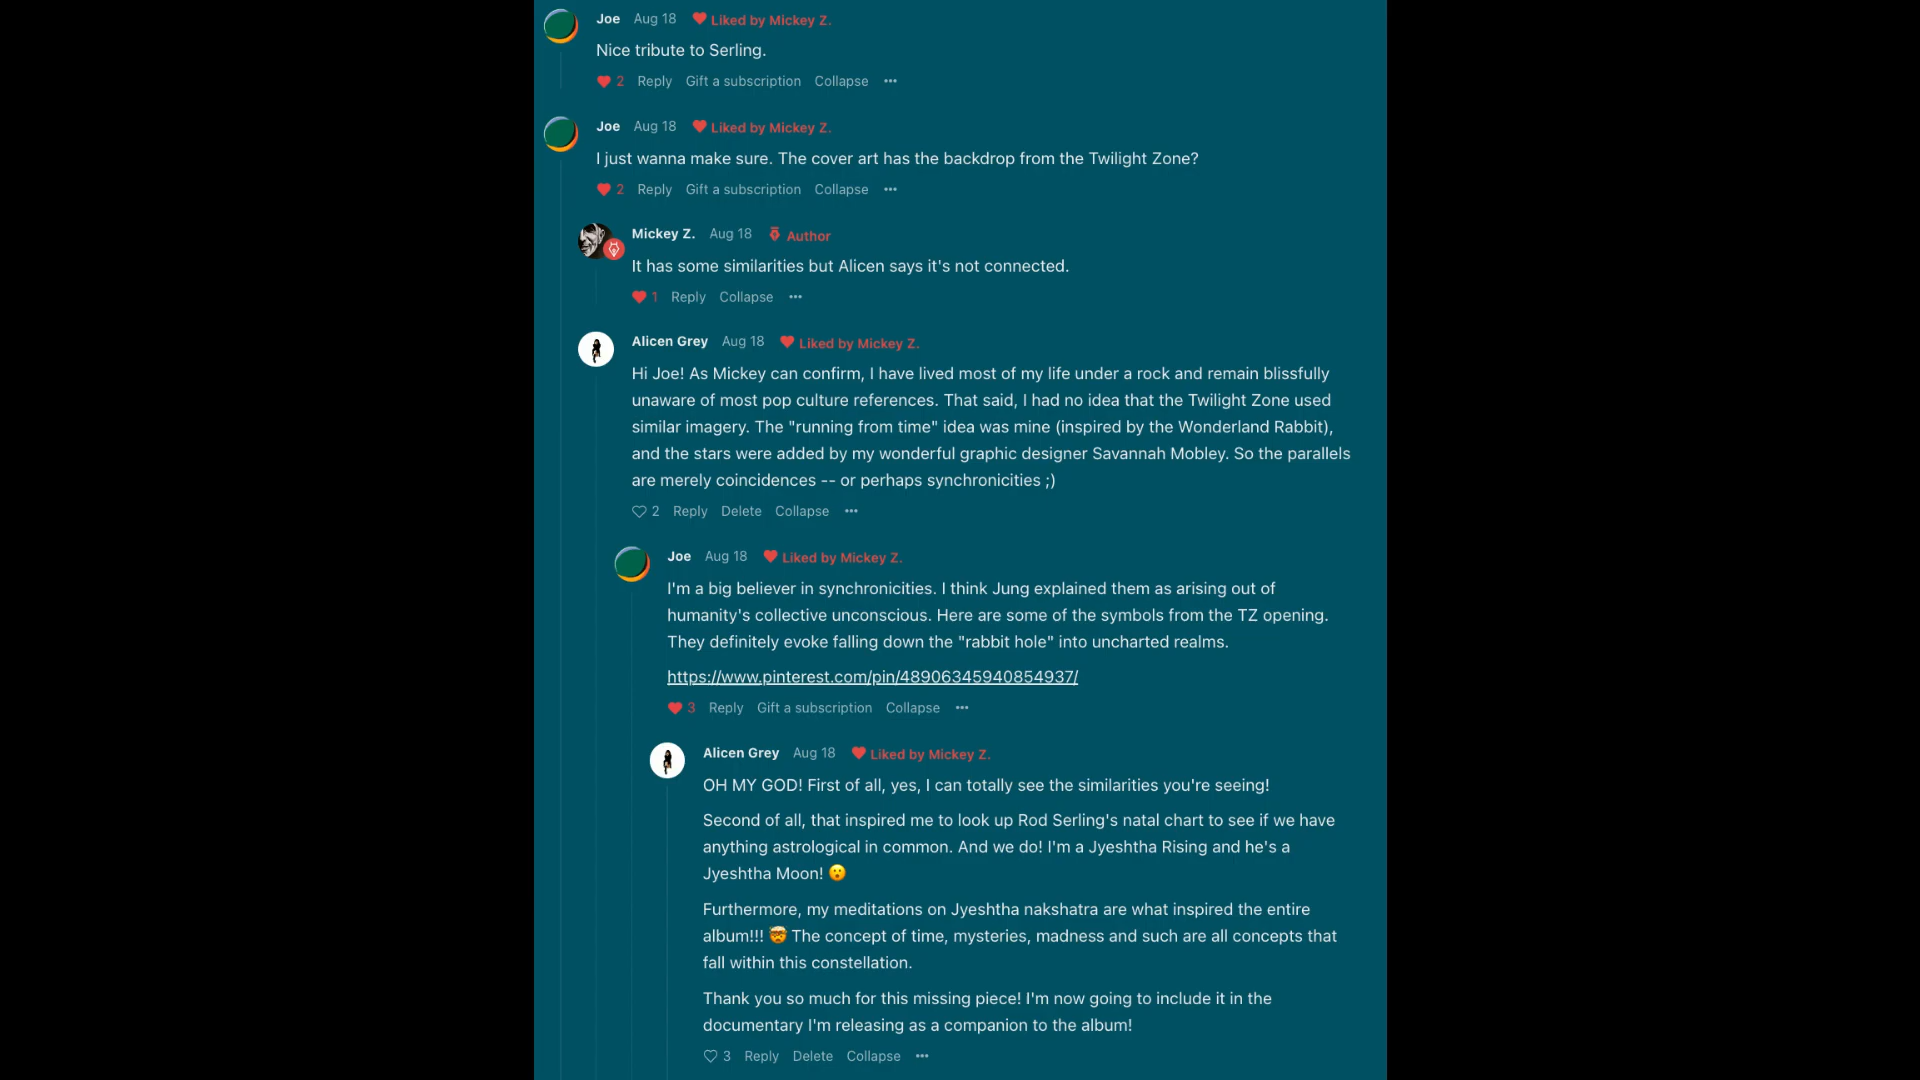 Joe Aug 18 Liked by Mickey Z.
Nice tribute to Serling.
2 Reply Gift a subscription Collapse ···
Joe Aug 18 Liked by Mickey Z.
I just wanna make sure. The cover art has the backdrop from the Twilight Zone?
2 Reply Gift a subscription Collapse ···
Mickey Z. Aug 18 Author
It has some similarities but Alicen says it's not connected.
1 Reply Collapse ···
Alicen Grey Aug 18 Liked by Mickey Z.
Hi Joe! As Mickey can confirm, I have lived most of my life under a rock and remain blissfully
unaware of most pop culture references. That said, I had no idea that the Twilight Zone used
similar imagery. The "running from time" idea was mine (inspired by the Wonderland Rabbit),
and the stars were added by my wonderful graphic designer Savannah Mobley. So the parallels
are merely coincidences -- or perhaps synchronicities ;)
2 Reply Delete Collapse ···
Joe Aug 18 Liked by Mickey Z.
I'm a big believer in synchronicities. I think Jung explained them as arising out of
humanity's collective unconscious. Here are some of the symbols from the TZ opening.
They definitely evoke falling down the "rabbit hole" into uncharted realms.
https://www.pinterest.com/pin/48906345940854937/
3 Reply Gift a subscription Collapse ···
Alicen Grey Aug 18 Liked by Mickey Z.
OH MY GOD! First of all, yes, I can totally see the similarities you're seeing!
Second of all, that inspired me to look up Rod Serling's natal chart to see if we have
anything astrological in common. And we do! I'm a Jyeshtha Rising and he's a
Jyeshtha Moon! 😮
Furthermore, my meditations on Jyeshtha nakshatra are what inspired the entire
album!!! 🤯 The concept of time, mysteries, madness and such are all concepts that
fall within this constellation.
Thank you so much for this missing piece! I'm now going to include it in the
documentary I'm releasing as a companion to the album!
3 Reply Delete Collapse ···